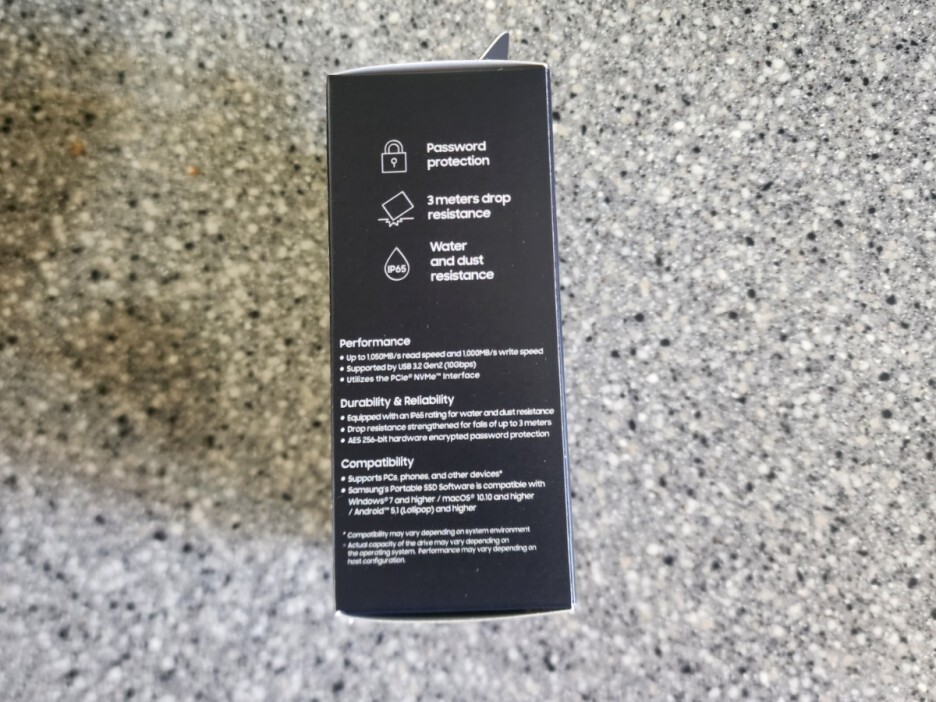 Password
protection
3 meters drop
resistance
IP65
Water
and dust
resistance
Performance
• Up to 1,050MB/s read speed and 1,000MB/s write speed
• Supported by USB 3.2 Gen2 (10Gbps)
• Utilizes the PCIe® NVMe™ Interface
Durability & Reliability
• Equipped with an IP65 rating for water and dust resistance
• Drop resistance strengthened for falls of up to 3 meters
• AES 256-bit hardware encrypted password protection
Compatibility
• Supports PCs, phones, and other devices*
• Samsung's Portable SSD Software is compatible with
Windows® 7 and higher / macOS® 10.10 and higher
/ Android™ 5.1 (Lollipop) and higher
* Compatibility may vary depending on system environment
- Actual capacity of the drive may vary depending on
the operating system. Performance may vary depending on
host configuration.